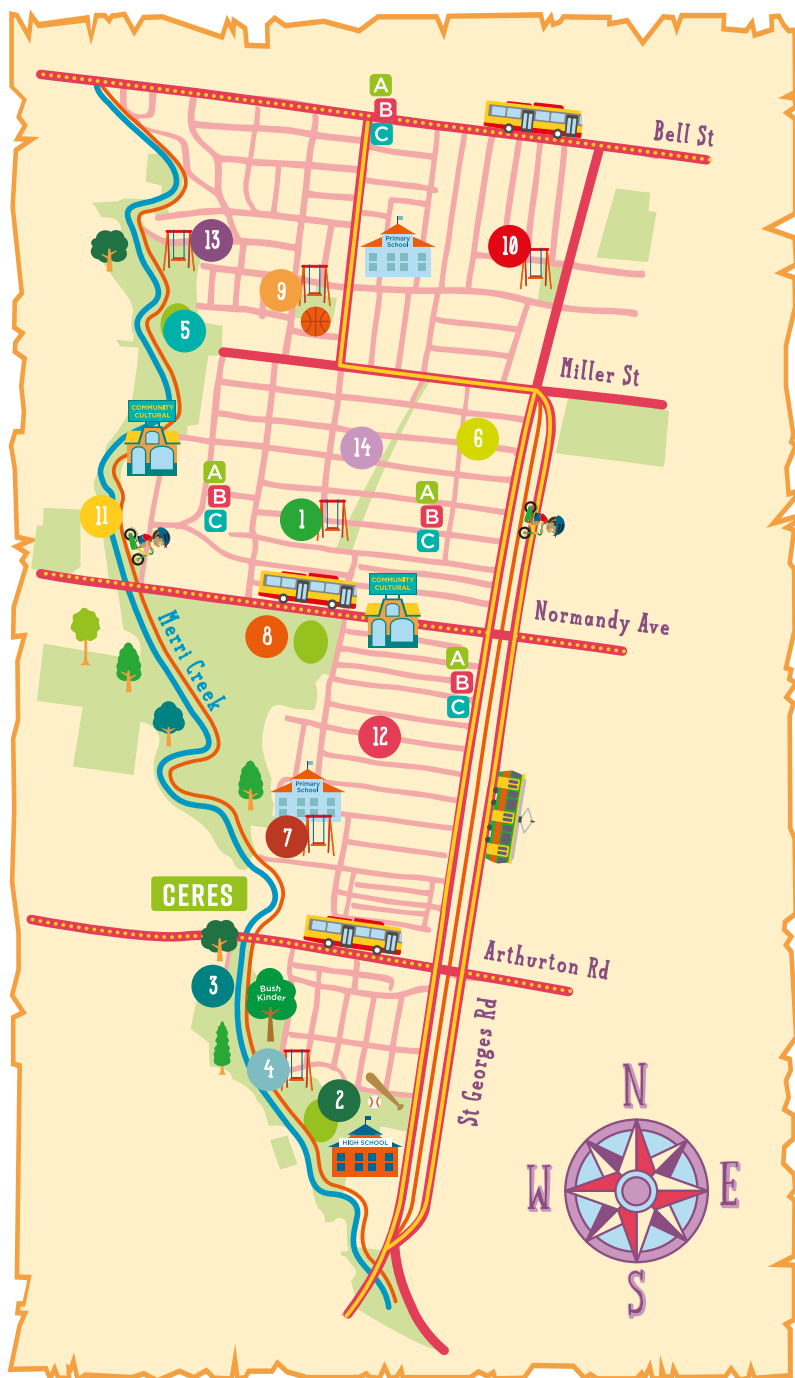 A
B
C
Bell St
Primary
School
13
10
9
5
Miller St
COMMUNITY
CULTURAL
6
14
A
B
C
A
B
C
11
1
COMMUNITY
CULTURAL
Normandy Ave
8
Merri Creek
A
B
C
12
Primary
School
7
CERES
Arthurton Rd
3
Bush
Kinder
St Georges Rd
4
2
HIGH SCHOOL
N
W
E
S